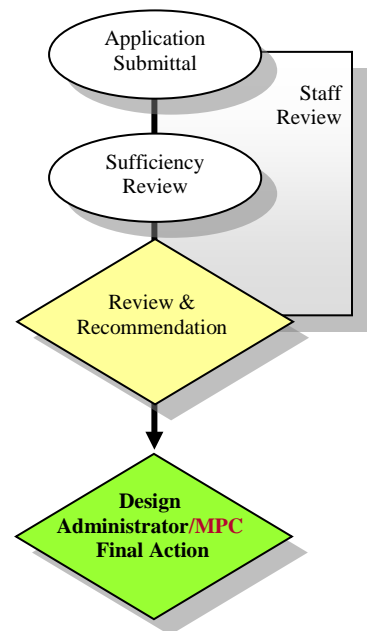 Application
Submittal
Staff
Review
Sufficiency
Review
Review &
Recommendation
Design
Administrator/MPC
Final Action